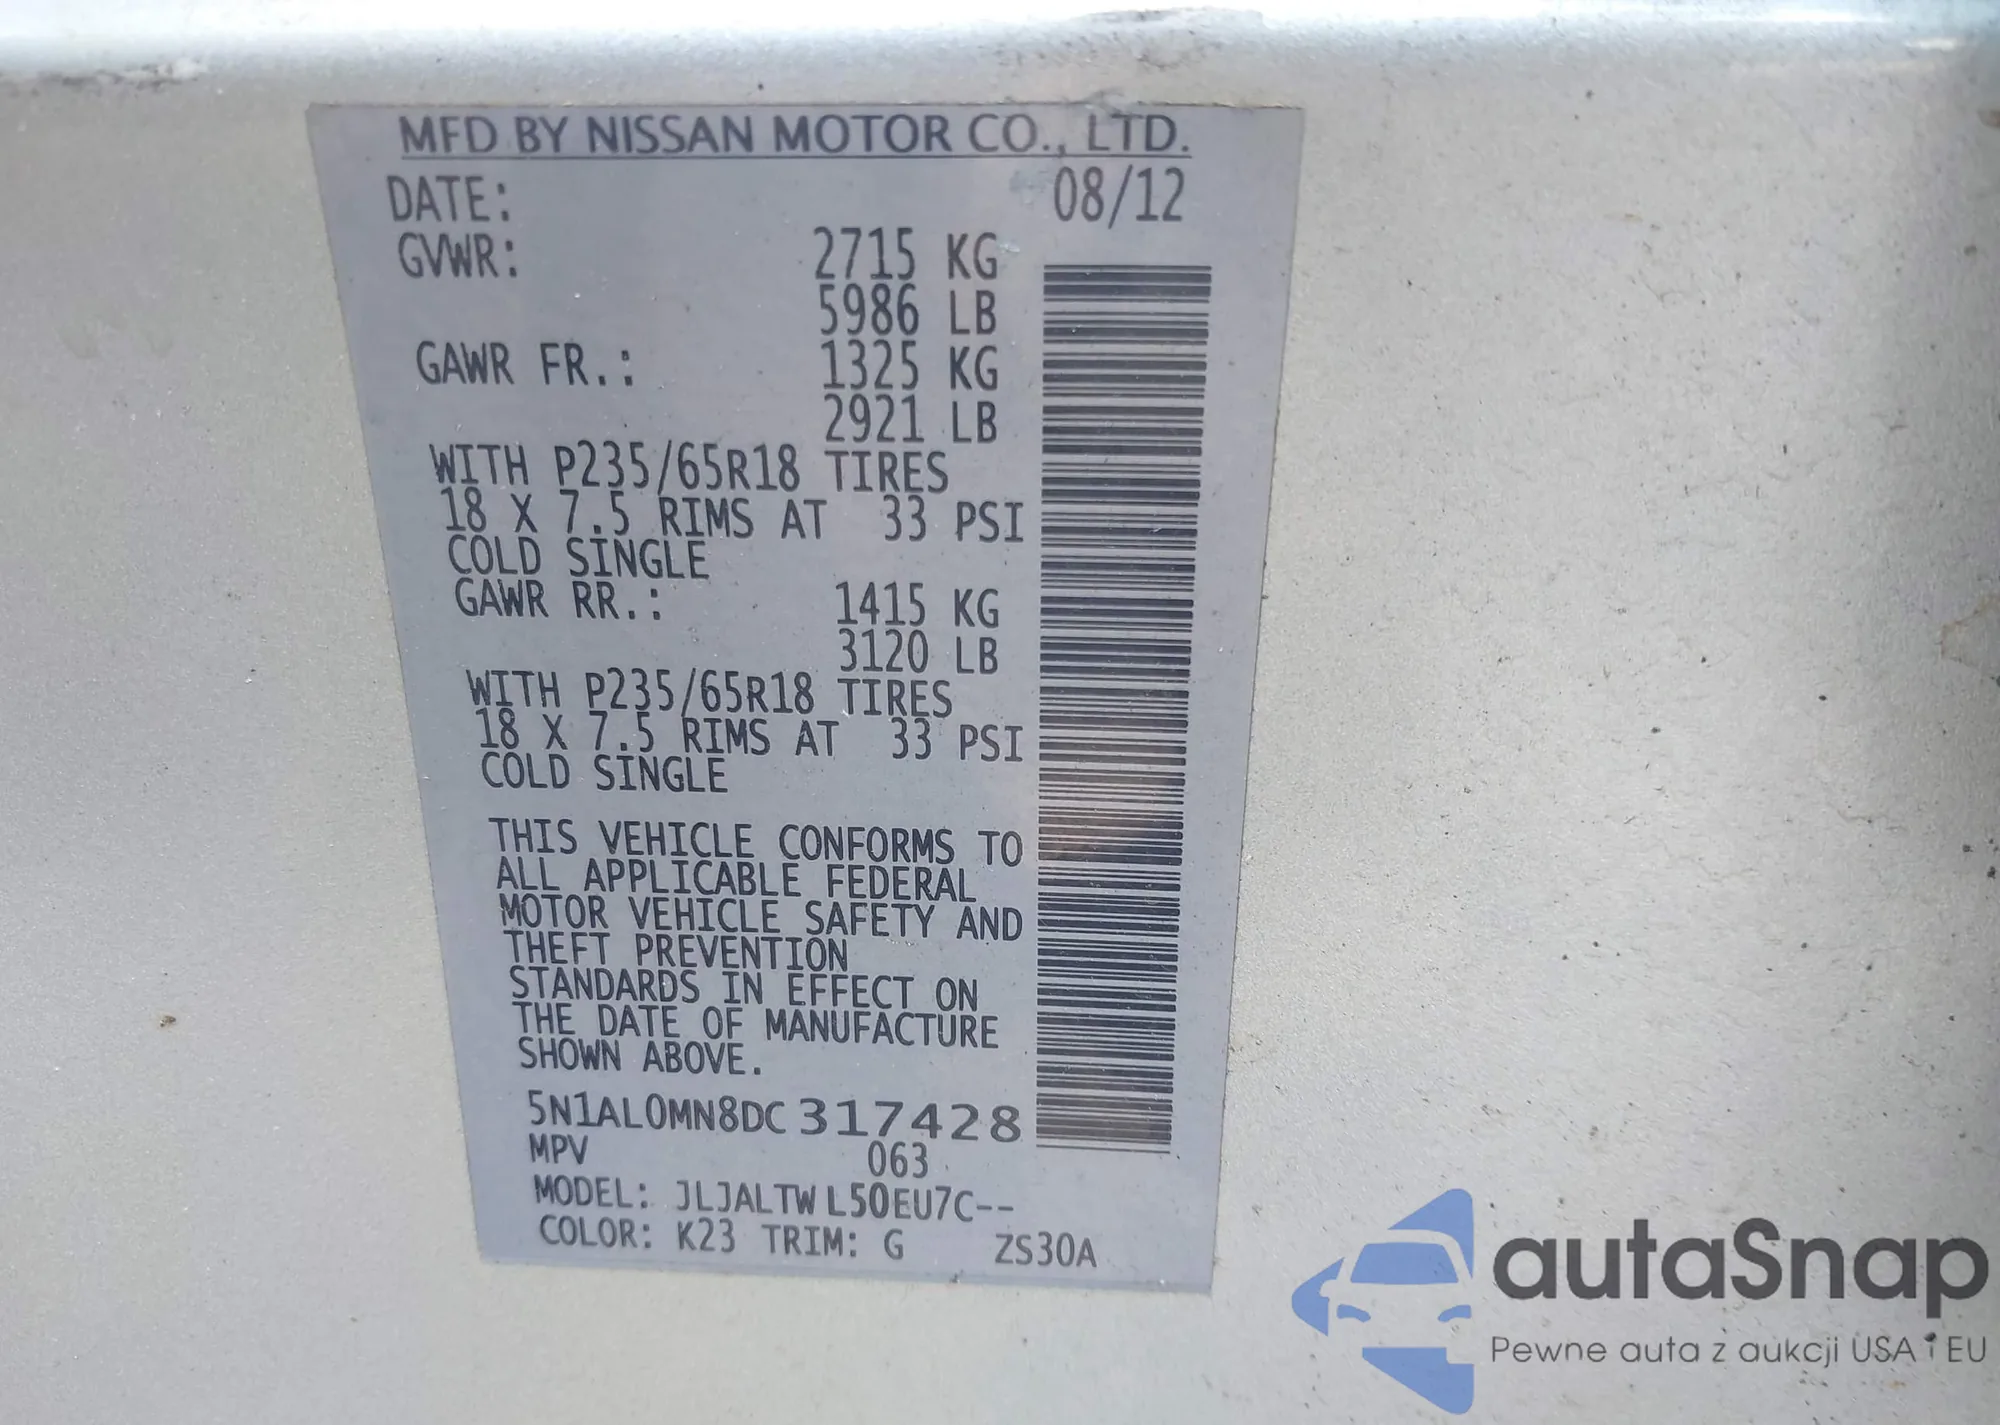 MFD BY NISSAN MOTOR CO., LTD.
DATE: 08/12
GVWR: 2715 KG
5986 LB
GAWR FR.: 1325 KG
2921 LB
WITH P235/65R18 TIRES
18 X 7.5 RIMS AT 33 PSI
COLD SINGLE
GAWR RR.: 1415 KG
3120 LB
WITH P235/65R18 TIRES
18 X 7.5 RIMS AT 33 PSI
COLD SINGLE
THIS VEHICLE CONFORMS TO
ALL APPLICABLE FEDERAL
MOTOR VEHICLE SAFETY AND
THEFT PREVENTION
STANDARDS IN EFFECT ON
THE DATE OF MANUFACTURE
SHOWN ABOVE.
5N1AL0MN8DC317428
MPV 063
MODEL: JLJALTW L50EU7C--
COLOR: K23 TRIM: G ZS30A
autaSnap
Pewne auta z aukcji USA i EU